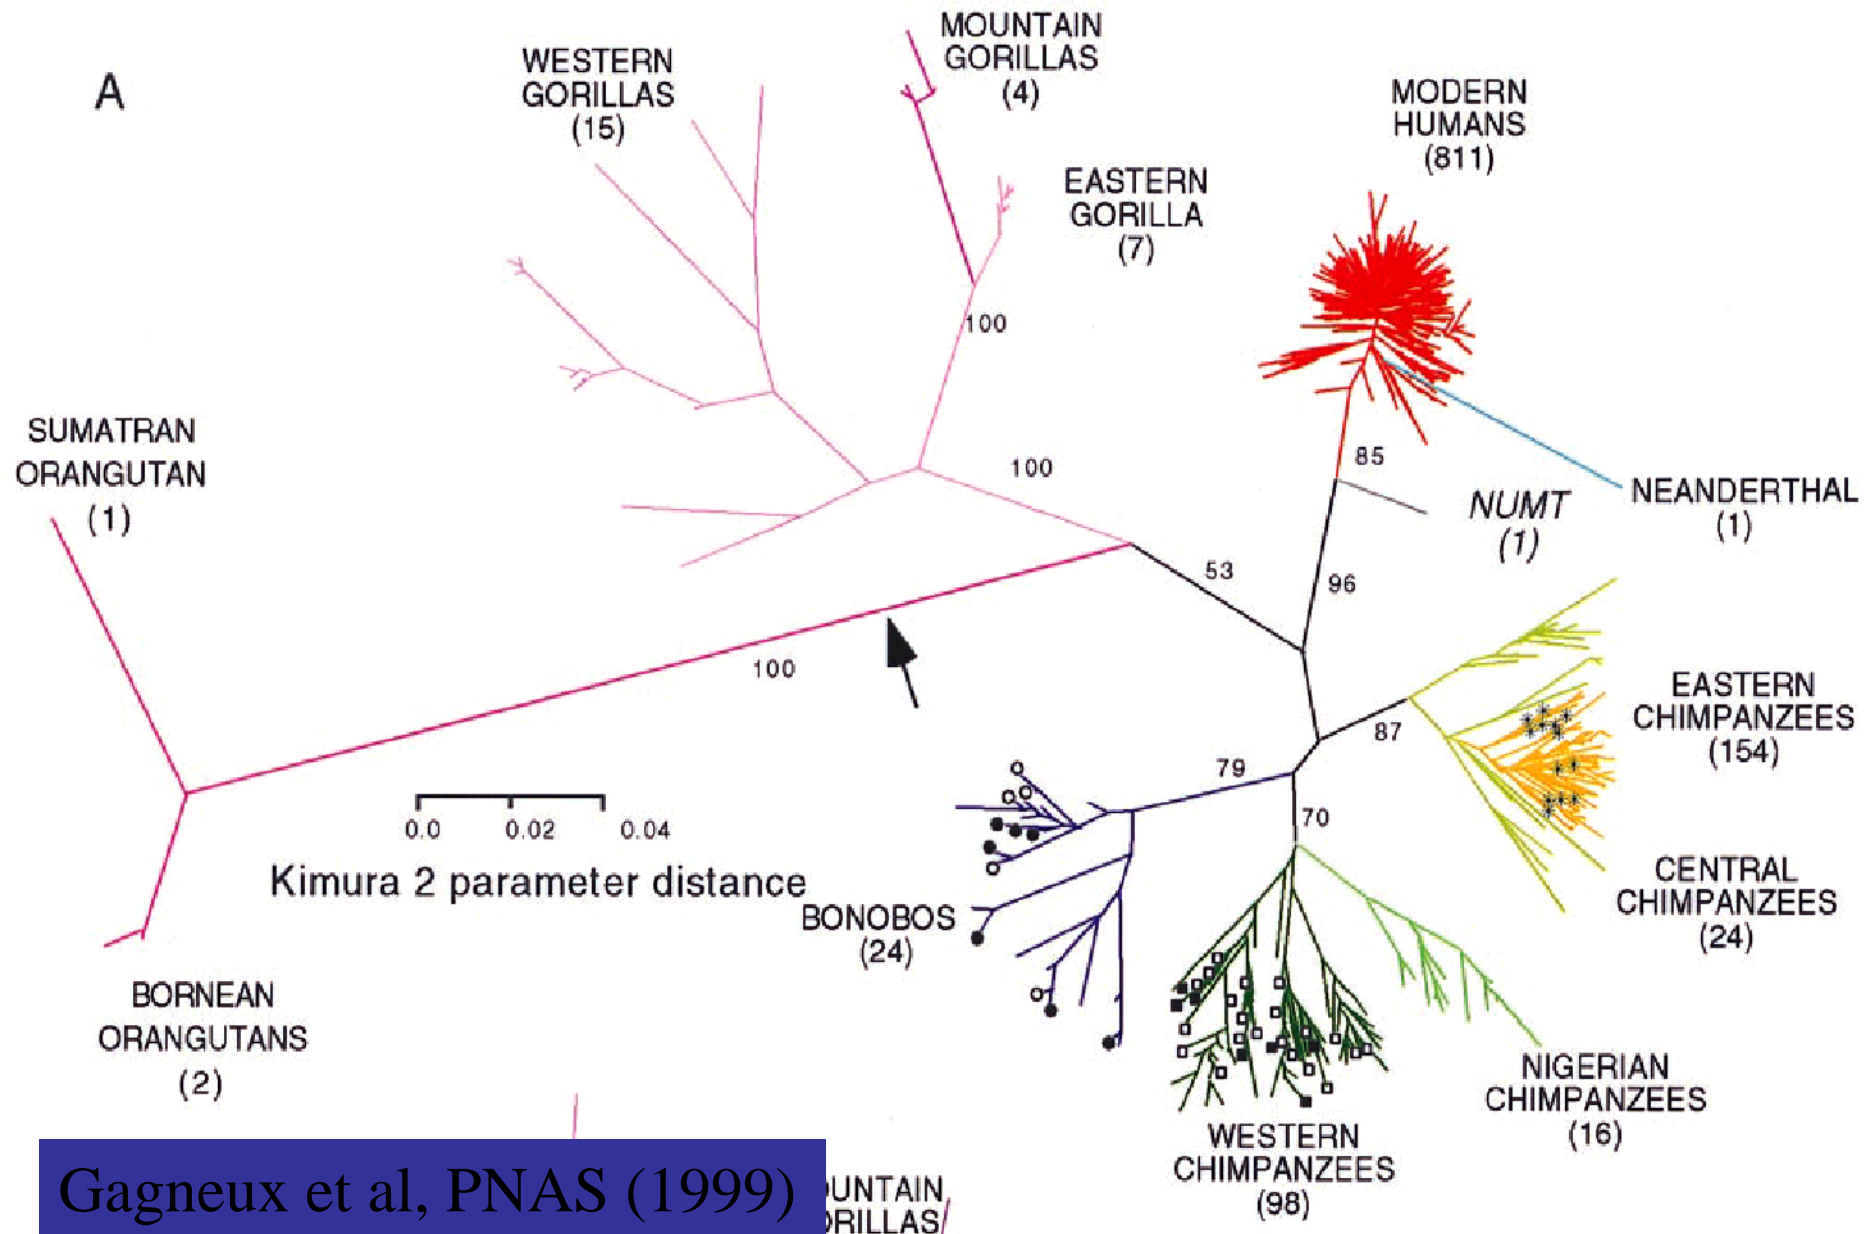 A
WESTERN
GORILLAS
(15)
MOUNTAIN
GORILLAS
(4)
EASTERN
GORILLA
(7)
MODERN
HUMANS
(811)
100
SUMATRAN
ORANGUTAN
(1)
100
85
NUMT
(1)
NEANDERTHAL
(1)
53
96
100
EASTERN
CHIMPANZEES
(154)
87
79
70
0.0 0.02 0.04
Kimura 2 parameter distance
BONOBOS
(24)
CENTRAL
CHIMPANZEES
(24)
BORNEAN
ORANGUTANS
(2)
NIGERIAN
CHIMPANZEES
(16)
WESTERN
CHIMPANZEES
(98)
Gagneux et al, PNAS (1999)
OUNTAIN
ORILLAS